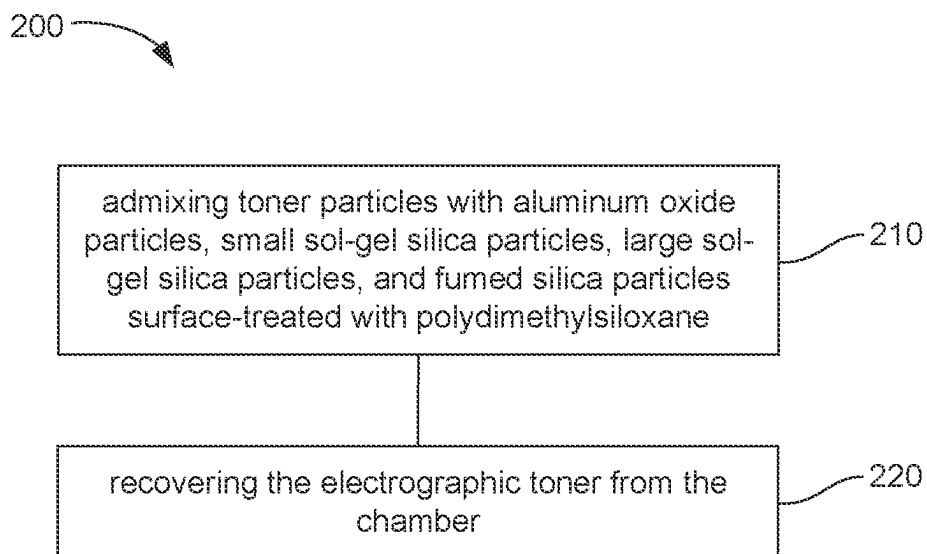 200
admixing toner particles with aluminum oxide
particles, small sol-gel silica particles, large sol-
gel silica particles, and fumed silica particles
surface-treated with polydimethylsiloxane
210
recovering the electrographic toner from the
chamber
220